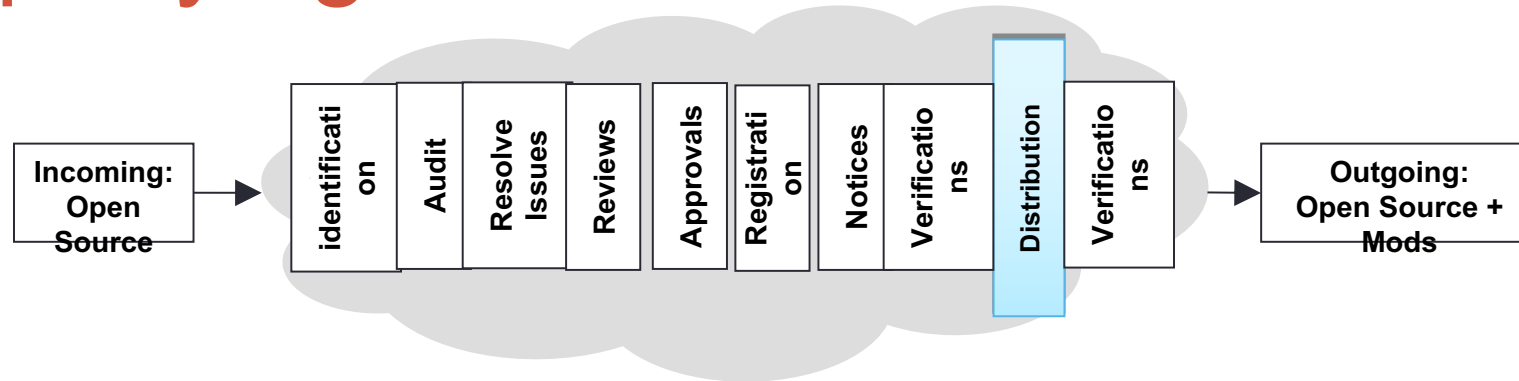 Incoming:
Open
Source
identificati
on
Audit
Resolve
Issues
Reviews
Approvals
Registrati
on
Notices
Verificatio
ns
Distribution
Verificatio
ns
Outgoing:
Open Source +
Mods